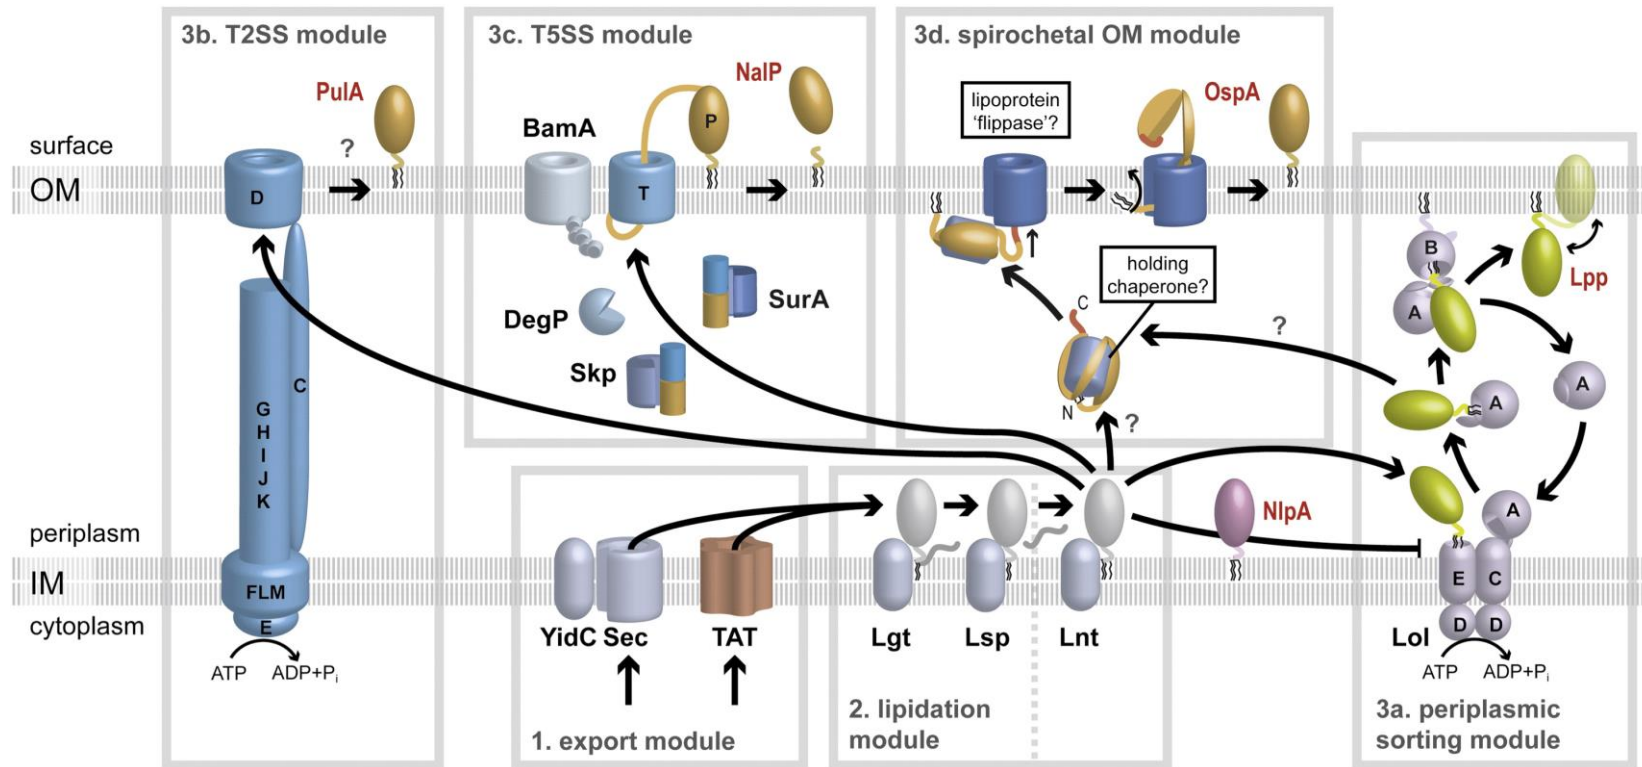 3b. T2SS module
3c. T5SS module
3d. spirochetal OM module
surface
OM
periplasm
IM
cytoplasm
PulA
?
D
C
G
H
I
J
K
FLM
E
ATP
ADP+Pi
BamA
NalP
P
T
DegP
SurA
Skp
lipoprotein
'flippase'?
OspA
holding
chaperone?
C
N
?
?
B
A
Lpp
A
A
A
E
C
D
D
Lol
ATP
ADP+Pi
3a. periplasmic
sorting module
NlpA
YidC Sec
TAT
1. export module
Lgt
Lsp
Lnt
2. lipidation
module